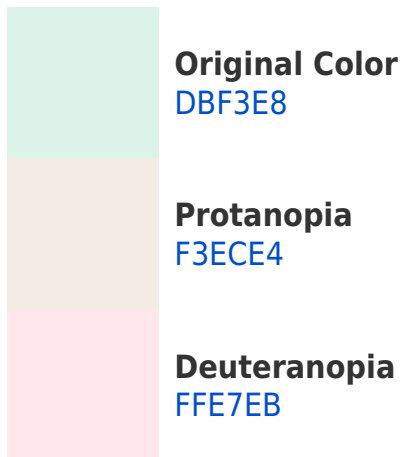 Original Color
DBF3E8
Protanopia
F3ECE4
Deuteranopia
FFE7EB